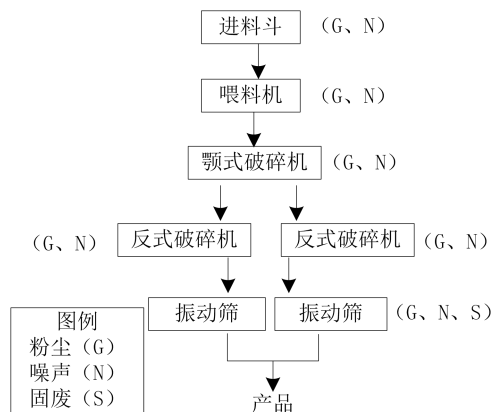 进料斗 (G、N)
喂料机 (G、N)
颚式破碎机 (G、N)
(G、N) 反式破碎机 反式破碎机 (G、N)
振动筛 振动筛 (G、N、S)
图例
粉尘（G）
噪声（N）
固废（S）
产品